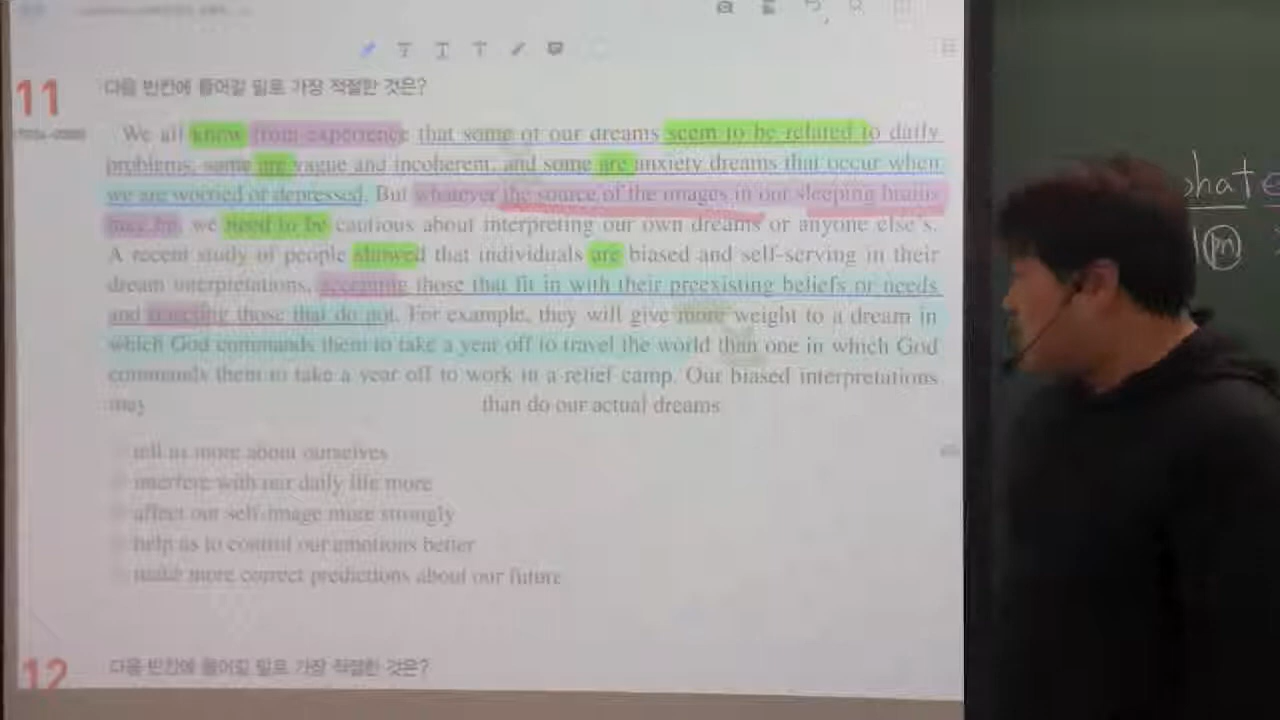 11
다음 빈칸에 들어갈 말로 가장 적절한 것은?
We all know from experience that some of our dreams seem to be related to daily
problems, some are vague and incoherent, and some are anxiety dreams that occur when
we are worried or depressed. But whatever the source of the images in our sleeping brains
may be, we need to be cautious about interpreting our own dreams or anyone else's.
A recent study of people showed that individuals are biased and self-serving in their
dream interpretations, accepting those that fit in with their preexisting beliefs or needs
and rejecting those that do not. For example, they will give more weight to a dream in
which God commands them to take a year off to travel the world than one in which God
commands them to take a year off to work in a relief camp. Our biased interpretations
may than do our actual dreams
tell us more about ourselves
interfere with our daily life more
affect our self-image more strongly
help us to control our emotions better
make more correct predictions about our future
12
다음 빈칸에 들어갈 말로 가장 적절한 것은?
hat